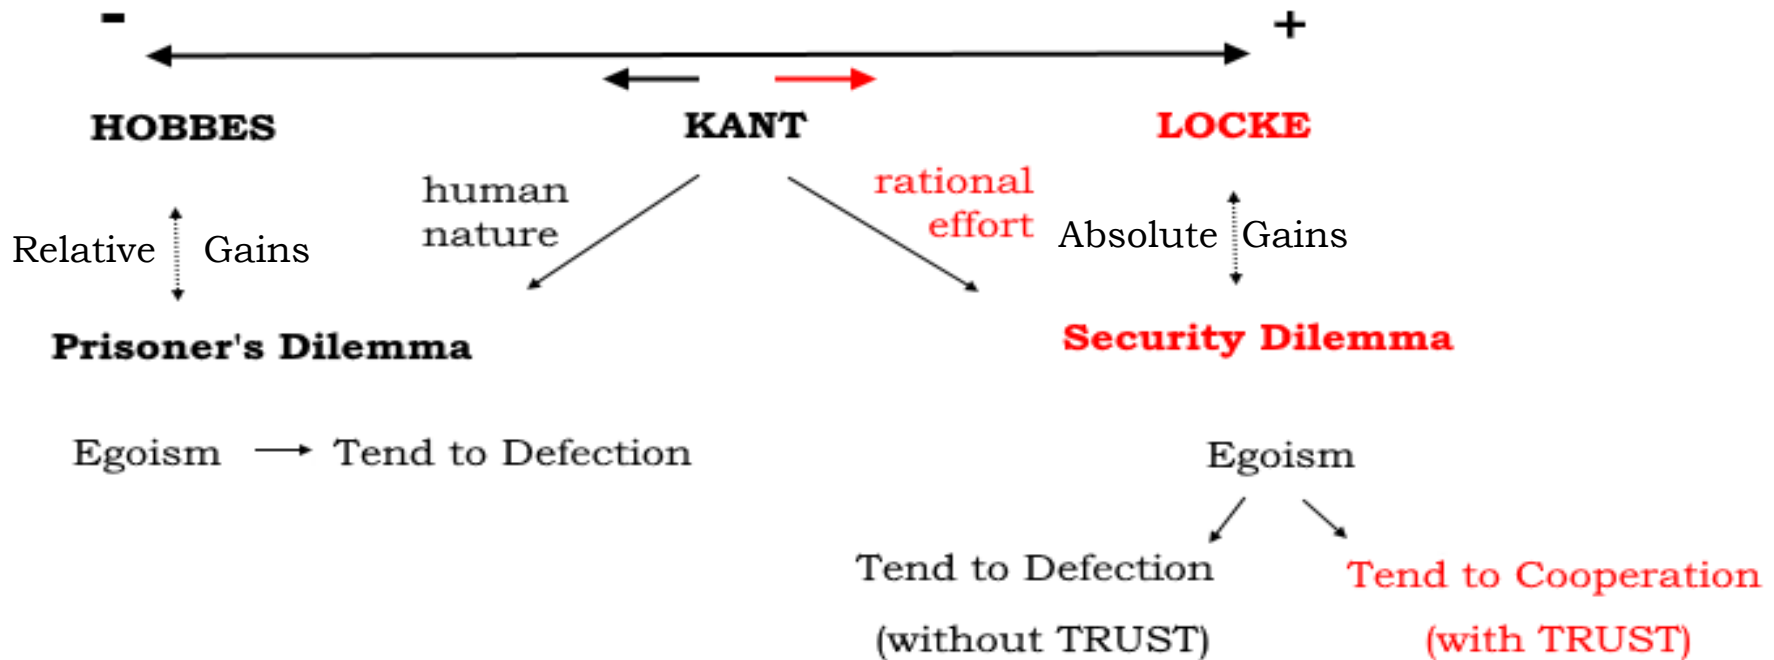 - +
HOBBES KANT LOCKE
human
nature
rational
effort
Relative Gains
Absolute Gains
Prisoner's Dilemma
Security Dilemma
Egoism Tend to Defection
Egoism
Tend to Defection
(without TRUST)
Tend to Cooperation
(with TRUST)